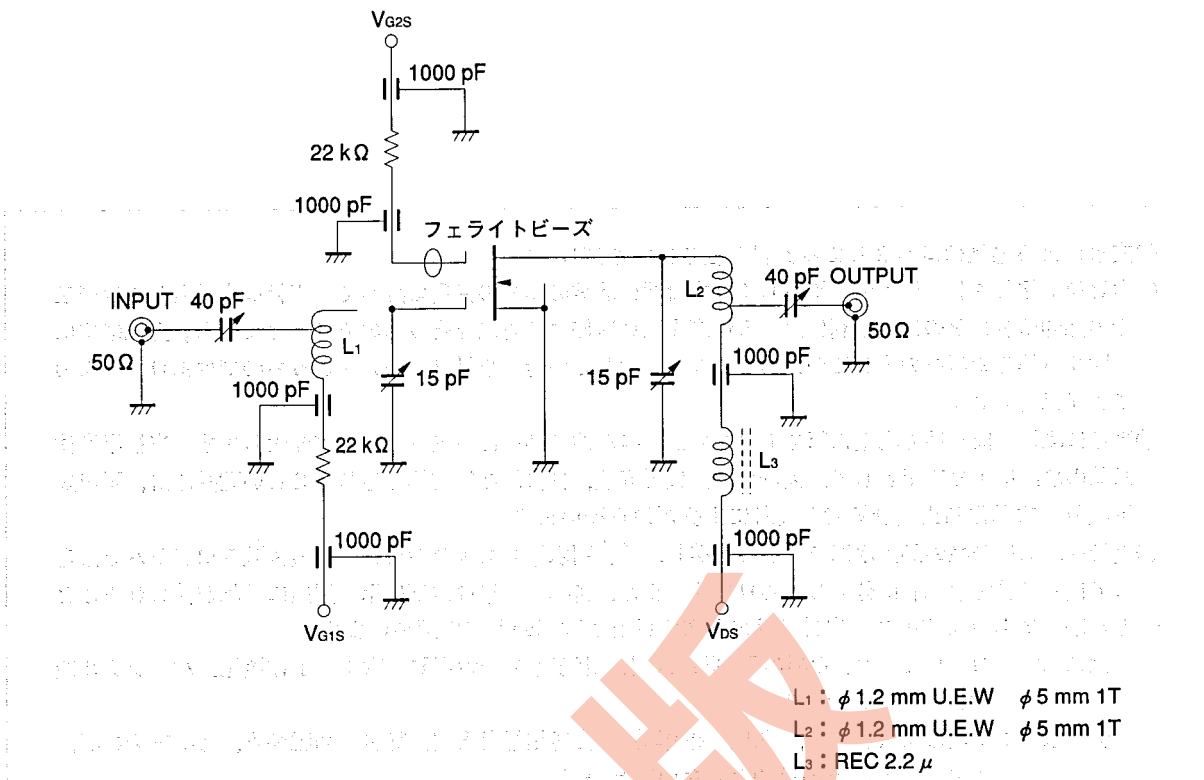 VG2S
1000 pF
22 kΩ
1000 pF
フェライトビーズ
INPUT
40 pF
50Ω
L1
1000 pF
22 kΩ
15 pF
1000 pF
VG1S
L2
40 pF
OUTPUT
50Ω
15 pF
1000 pF
L3
1000 pF
VDS
L1：φ1.2 mm U.E.W φ5 mm 1T
L2：φ1.2 mm U.E.W φ5 mm 1T
L3：REC 2.2 μ
版